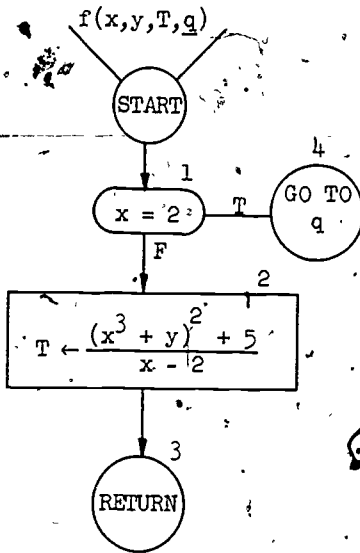 f(x,y,T,q)
START
1
x = 2
T
4
GO TO
q
F
2
T ← (x³ + y)² + 5
x - 2
3
RETURN